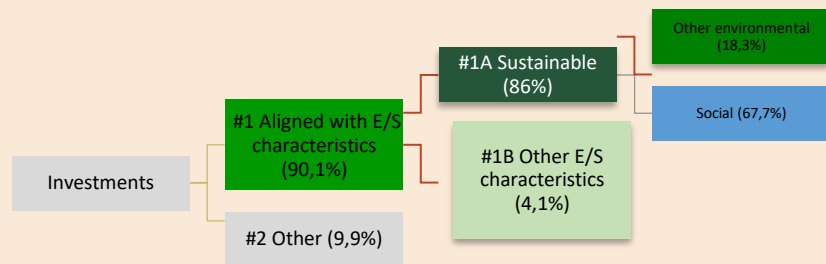 Investments
#1 Aligned with E/S
characteristics
(90,1%)
#2 Other (9,9%)
#1A Sustainable
(86%)
#1B Other E/S
characteristics
(4,1%)
Other environmental
(18,3%)
Social (67,7%)